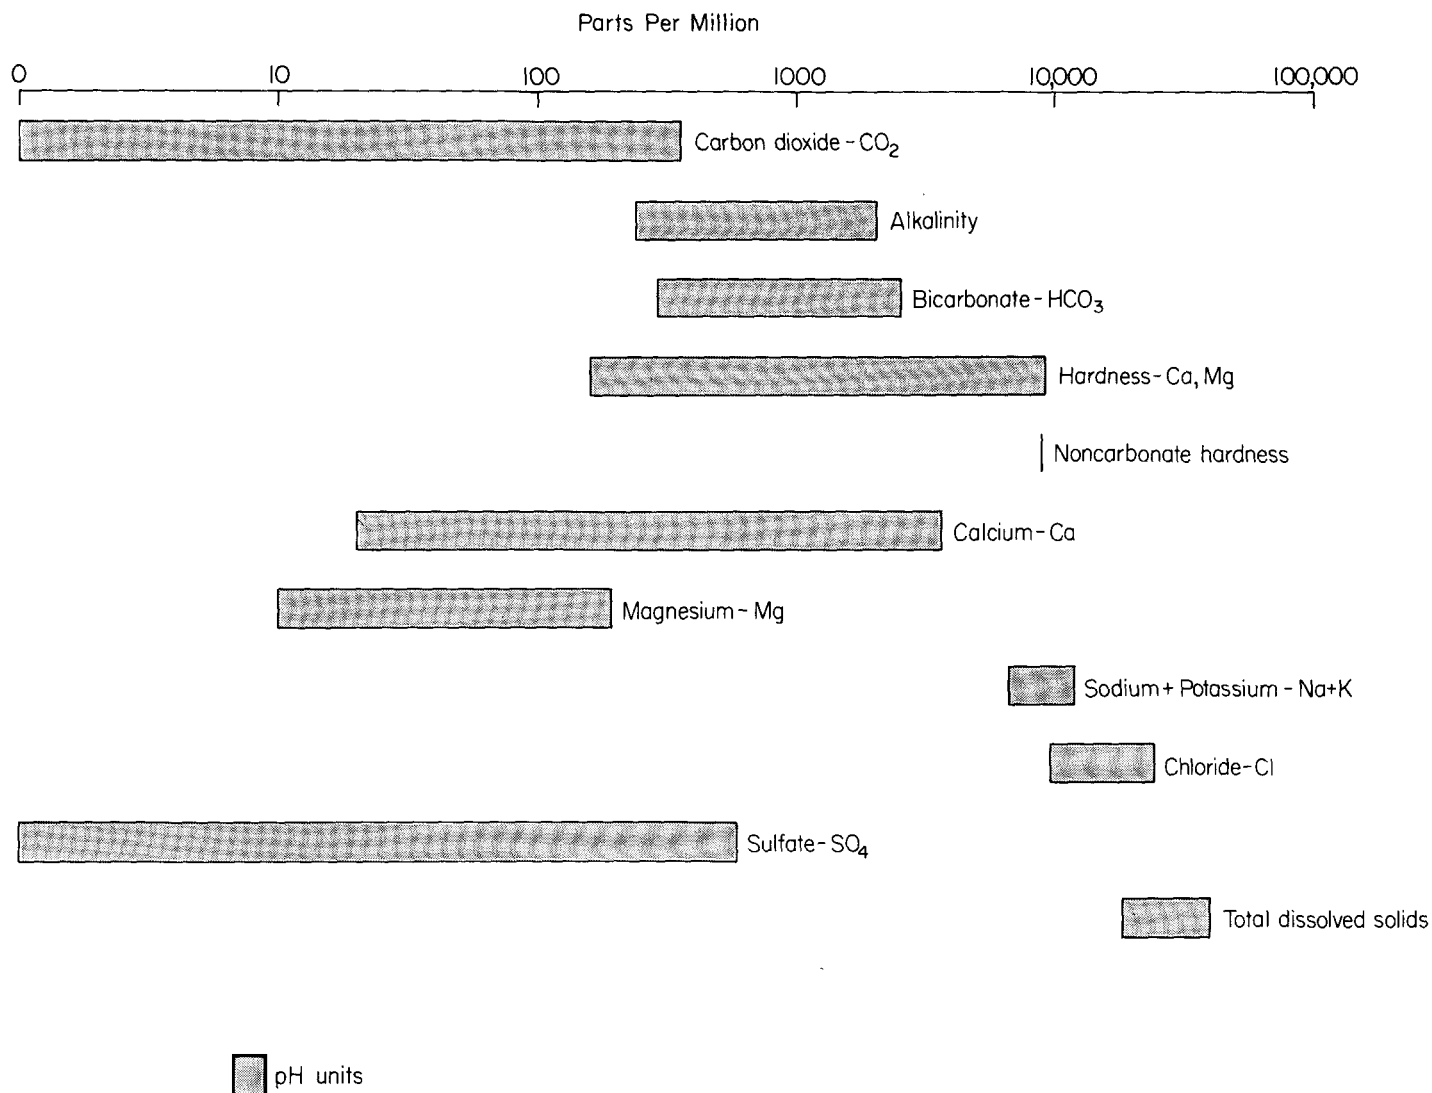 Parts Per Million
0 10 100 1000 10,000 100,000
Carbon dioxide - CO₂
Alkalinity
Bicarbonate - HCO₃
Hardness - Ca, Mg
Noncarbonate hardness
Calcium - Ca
Magnesium - Mg
Sodium + Potassium - Na+K
Chloride - Cl
Sulfate - SO₄
Total dissolved solids
pH units